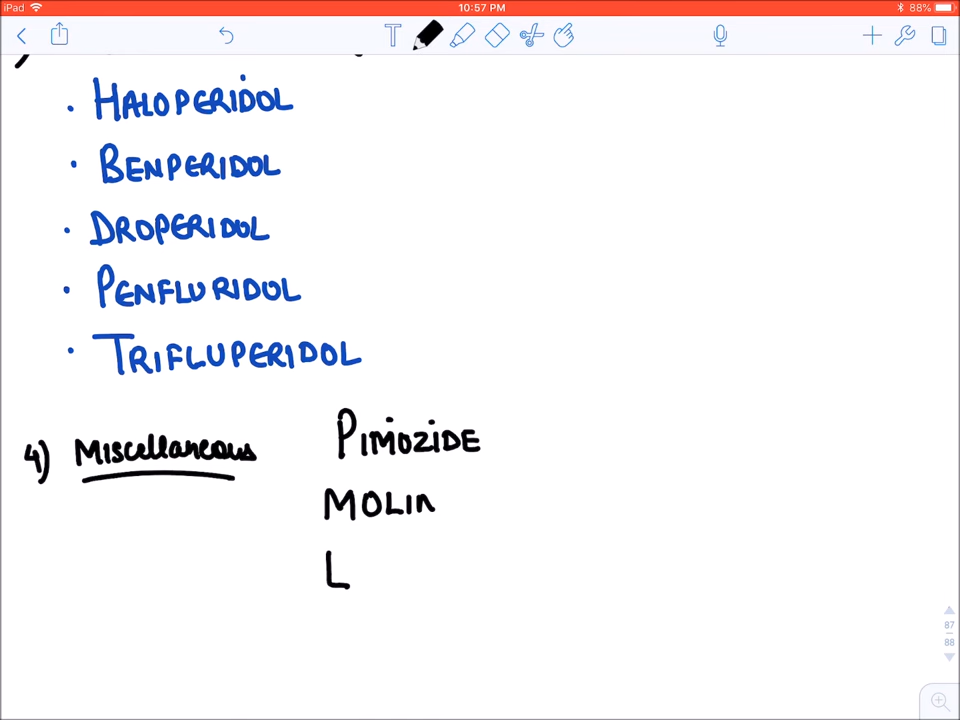 iPad 10:57 PM 88%
T
)
• HALOPERIDOL
• BENPERIDOL
• DROPERIDOL
• PENFLURIDOL
• TRIFLUPERIDOL
4) Miscellaneous PIMOZIDE
MOLIN
L
87
88